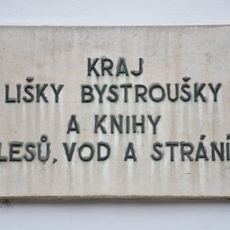 KRAJ
LIŠKY BYSTROUŠKY
A KNIHY
LESŮ, VOD A STRÁNÍ